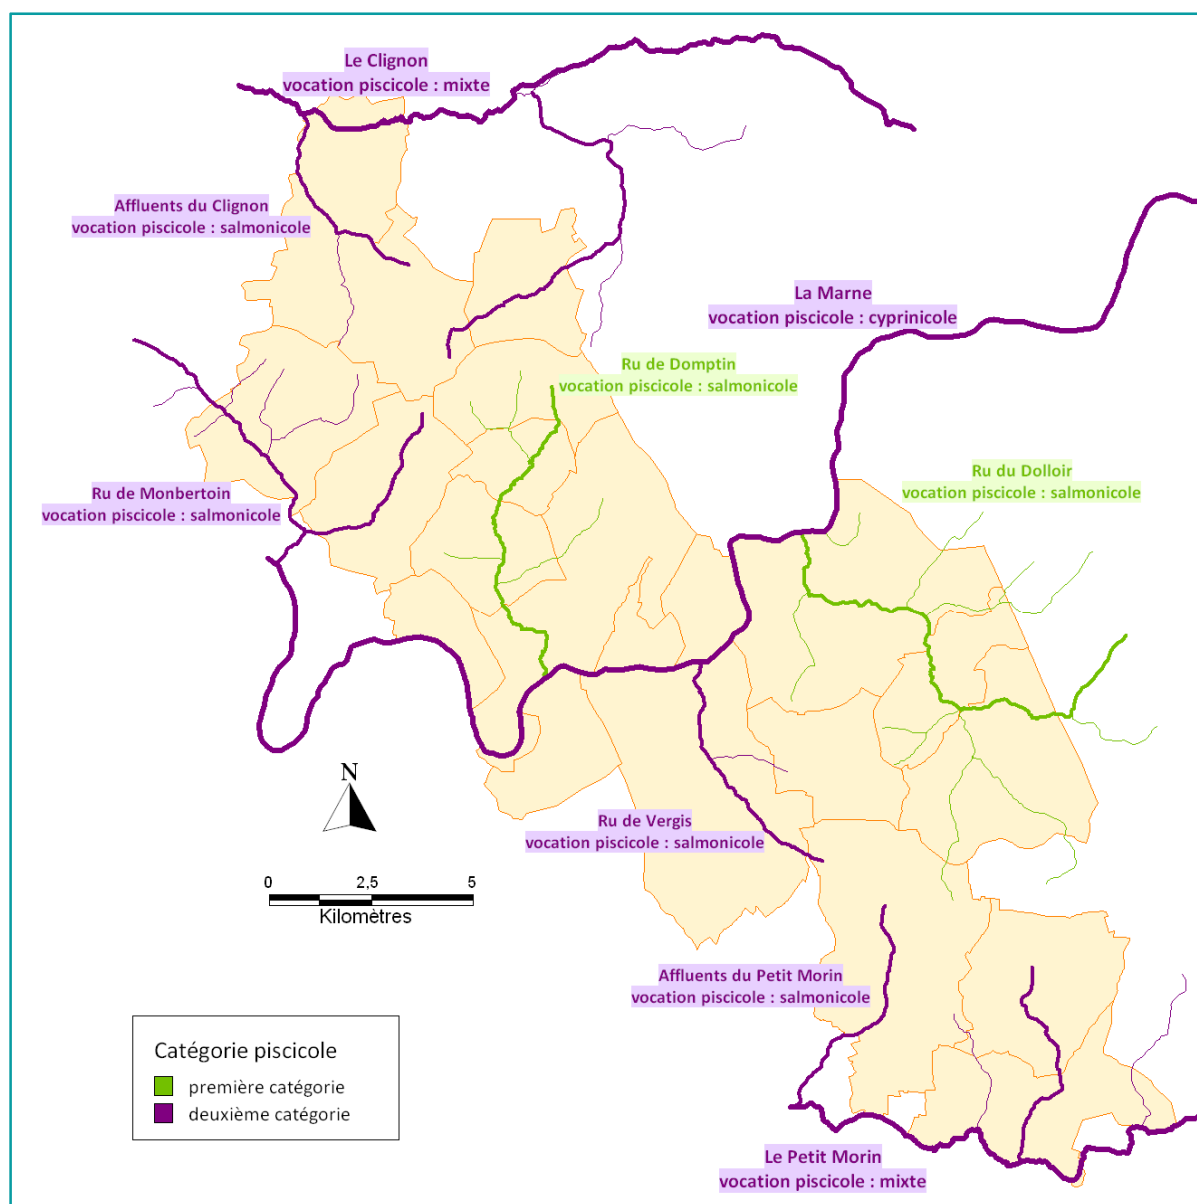 Le Clignon
vocation piscicole : mixte
Affluents du Clignon
vocation piscicole : salmonicole
La Marne
vocation piscicole : cyprinicole
Ru de Domptin
vocation piscicole : salmonicole
Ru du Dolloir
vocation piscicole : salmonicole
Ru de Monbertoin
vocation piscicole : salmonicole
N
Ru de Vergis
vocation piscicole : salmonicole
0 2,5 5
Kilomètres
Affluents du Petit Morin
vocation piscicole : salmonicole
Catégorie piscicole
première catégorie
deuxième catégorie
Le Petit Morin
vocation piscicole : mixte